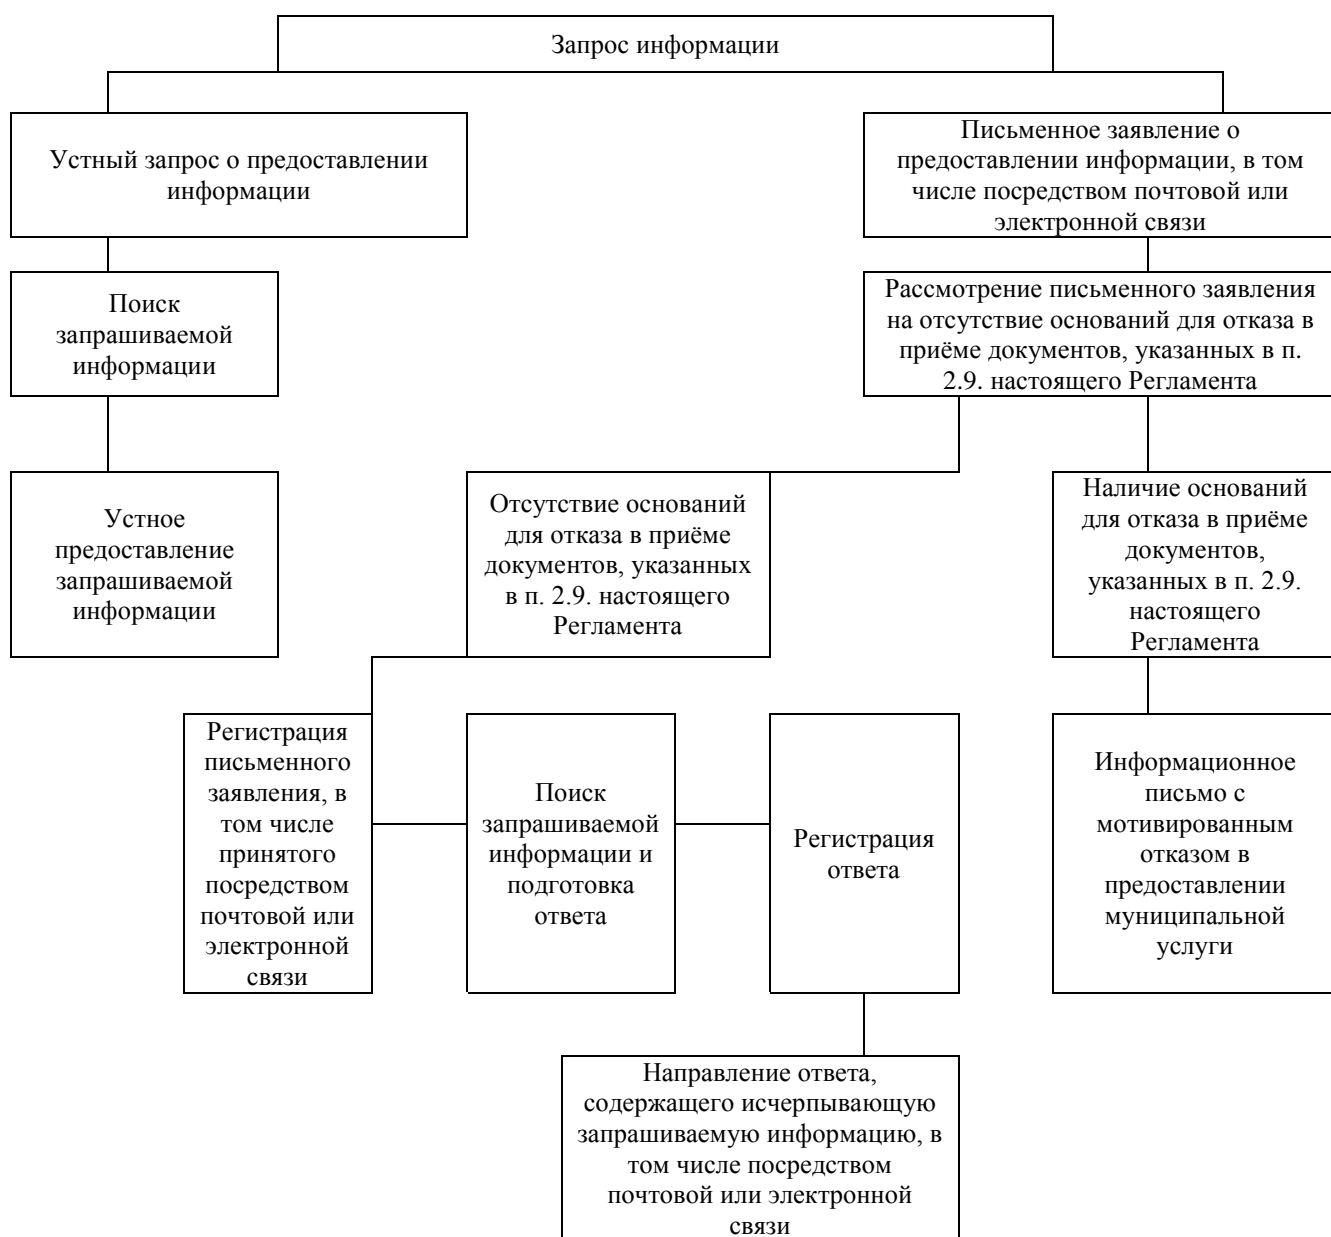 Запрос информации
Устный запрос о предоставлении
информации
Письменное заявление о
предоставлении информации, в том
числе посредством почтовой или
электронной связи
Поиск
запрашиваемой
информации
Рассмотрение письменного заявления
на отсутствие оснований для отказа в
приёме документов, указанных в п.
2.9. настоящего Регламента
Устное
предоставление
запрашиваемой
информации
Отсутствие оснований
для отказа в приёме
документов, указанных
в п. 2.9. настоящего
Регламента
Наличие оснований
для отказа в приёме
документов,
указанных в п. 2.9.
настоящего
Регламента
Регистрация
письменного
заявления, в
том числе
принятого
посредством
почтовой или
электронной
связи
Поиск
запрашиваемой
информации и
подготовка
ответа
Регистрация
ответа
Информационное
письмо с
мотивированным
отказом в
предоставлении
муниципальной
услуги
Направление ответа,
содержащего исчерпывающую
запрашиваемую информацию, в
том числе посредством
почтовой или электронной
связи